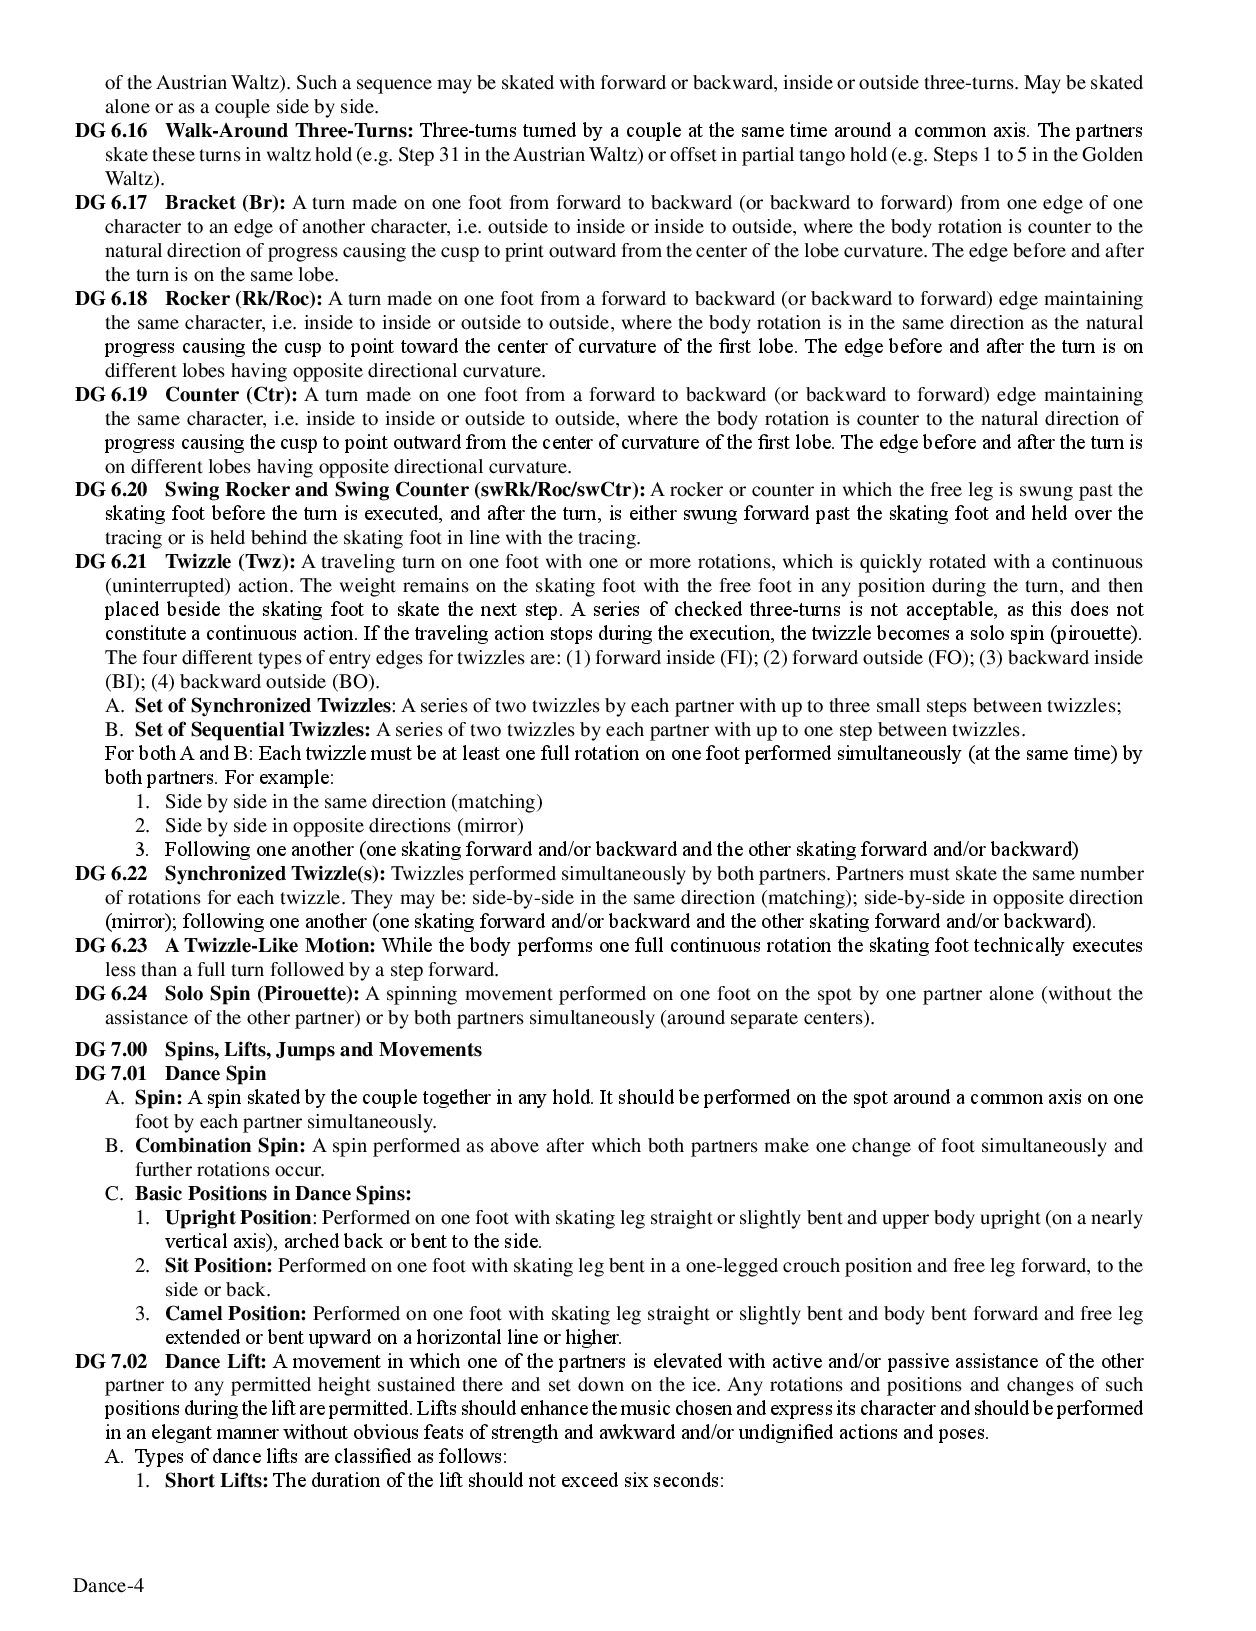 of the Austrian Waltz). Such a sequence may be skated with forward or backward, inside or outside three-turns. May be skated
alone or as a couple side by side.
DG 6.16 Walk-Around Three-Turns: Three-turns turned by a couple at the same time around a common axis. The partners
skate these turns in waltz hold (e.g. Step 31 in the Austrian Waltz) or offset in partial tango hold (e.g. Steps 1 to 5 in the Golden
Waltz).
DG 6.17 Bracket (Br): A turn made on one foot from forward to backward (or backward to forward) from one edge of one
character to an edge of another character, i.e. outside to inside or inside to outside, where the body rotation is counter to the
natural direction of progress causing the cusp to print outward from the center of the lobe curvature. The edge before and after
the turn is on the same lobe.
DG 6.18 Rocker (Rk/Roc): A turn made on one foot from a forward to backward (or backward to forward) edge maintaining
the same character, i.e. inside to inside or outside to outside, where the body rotation is in the same direction as the natural
progress causing the cusp to point toward the center of curvature of the first lobe. The edge before and after the turn is on
different lobes having opposite directional curvature.
DG 6.19 Counter (Ctr): A turn made on one foot from a forward to backward (or backward to forward) edge maintaining
the same character, i.e. inside to inside or outside to outside, where the body rotation is counter to the natural direction of
progress causing the cusp to point outward from the center of curvature of the first lobe. The edge before and after the turn is
on different lobes having opposite directional curvature.
DG 6.20 Swing Rocker and Swing Counter (swRk/Roc/swCtr): A rocker or counter in which the free leg is swung past the
skating foot before the turn is executed, and after the turn, is either swung forward past the skating foot and held over the
tracing or is held behind the skating foot in line with the tracing.
DG 6.21 Twizzle (Twz): A traveling turn on one foot with one or more rotations, which is quickly rotated with a continuous
(uninterrupted) action. The weight remains on the skating foot with the free foot in any position during the turn, and then
placed beside the skating foot to skate the next step. A series of checked three-turns is not acceptable, as this does not
constitute a continuous action. If the traveling action stops during the execution, the twizzle becomes a solo spin (pirouette).
The four different types of entry edges for twizzles are: (1) forward inside (FI); (2) forward outside (FO); (3) backward inside
(BI); (4) backward outside (BO).
A. Set of Synchronized Twizzles: A series of two twizzles by each partner with up to three small steps between twizzles;
B. Set of Sequential Twizzles: A series of two twizzles by each partner with up to one step between twizzles.
For both A and B: Each twizzle must be at least one full rotation on one foot performed simultaneously (at the same time) by
both partners. For example:
1. Side by side in the same direction (matching)
2. Side by side in opposite directions (mirror)
3. Following one another (one skating forward and/or backward and the other skating forward and/or backward)
DG 6.22 Synchronized Twizzle(s): Twizzles performed simultaneously by both partners. Partners must skate the same number
of rotations for each twizzle. They may be: side-by-side in the same direction (matching); side-by-side in opposite direction
(mirror); following one another (one skating forward and/or backward and the other skating forward and/or backward).
DG 6.23 A Twizzle-Like Motion: While the body performs one full continuous rotation the skating foot technically executes
less than a full turn followed by a step forward.
DG 6.24 Solo Spin (Pirouette): A spinning movement performed on one foot on the spot by one partner alone (without the
assistance of the other partner) or by both partners simultaneously (around separate centers).
DG 7.00 Spins, Lifts, Jumps and Movements
DG 7.01 Dance Spin
A. Spin: A spin skated by the couple together in any hold. It should be performed on the spot around a common axis on one
foot by each partner simultaneously.
B. Combination Spin: A spin performed as above after which both partners make one change of foot simultaneously and
further rotations occur.
C. Basic Positions in Dance Spins:
1. Upright Position: Performed on one foot with skating leg straight or slightly bent and upper body upright (on a nearly
vertical axis), arched back or bent to the side.
2. Sit Position: Performed on one foot with skating leg bent in a one-legged crouch position and free leg forward, to the
side or back.
3. Camel Position: Performed on one foot with skating leg straight or slightly bent and body bent forward and free leg
extended or bent upward on a horizontal line or higher.
DG 7.02 Dance Lift: A movement in which one of the partners is elevated with active and/or passive assistance of the other
partner to any permitted height sustained there and set down on the ice. Any rotations and positions and changes of such
positions during the lift are permitted. Lifts should enhance the music chosen and express its character and should be performed
in an elegant manner without obvious feats of strength and awkward and/or undignified actions and poses.
A. Types of dance lifts are classified as follows:
1. Short Lifts: The duration of the lift should not exceed six seconds:
Dance-4